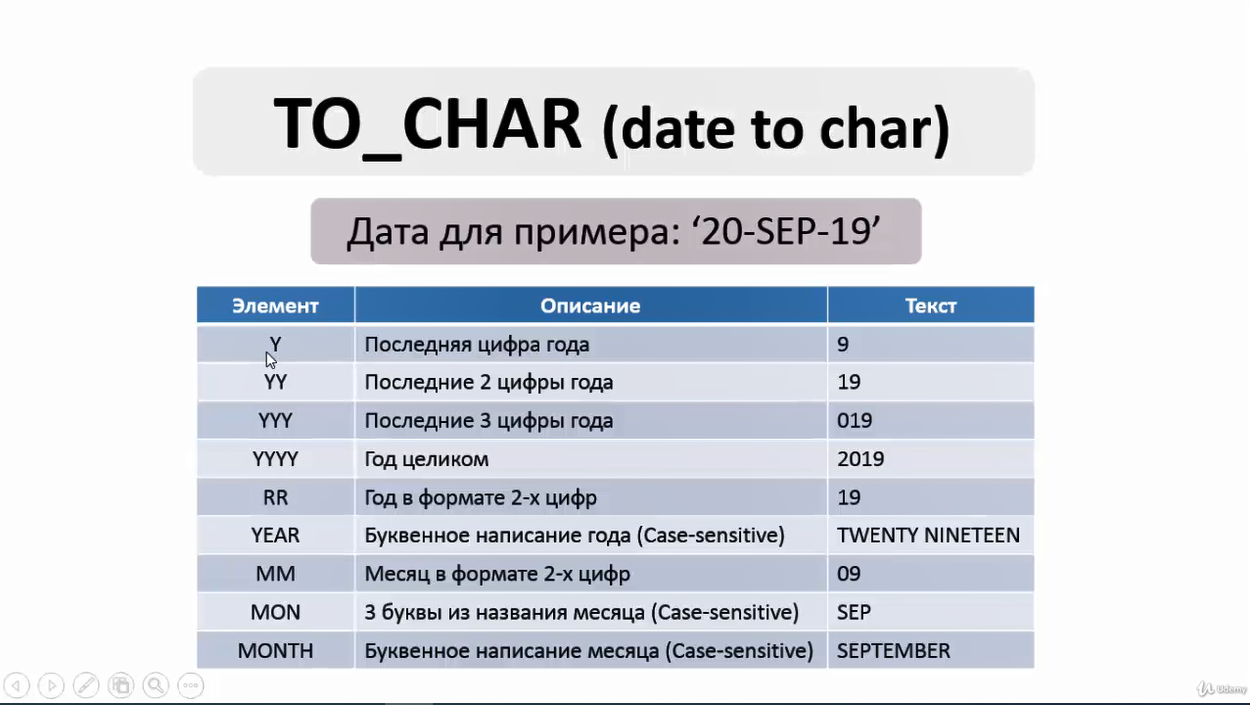 TO_CHAR (date to char)
Дата для примера: ‘20-SEP-19’
Элемент Описание Текст
Y Последняя цифра года 9
YY Последние 2 цифры года 19
YYY Последние 3 цифры года 019
YYYY Год целиком 2019
RR Год в формате 2-х цифр 19
YEAR Буквенное написание года (Case-sensitive) TWENTY NINETEEN
MM Месяц в формате 2-х цифр 09
MON 3 буквы из названия месяца (Case-sensitive) SEP
MONTH Буквенное написание месяца (Case-sensitive) SEPTEMBER
Udemy